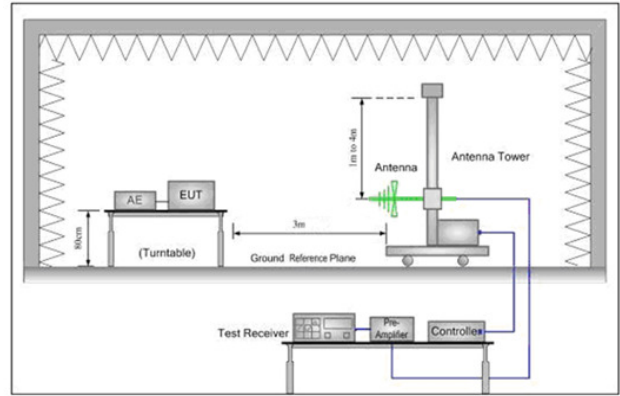 1m to 4m
Antenna
Antenna Tower
AE
EUT
80cm
(Turntable)
3m
Ground Reference Plane
Test Receiver
Pre-
Amplifier
Controller